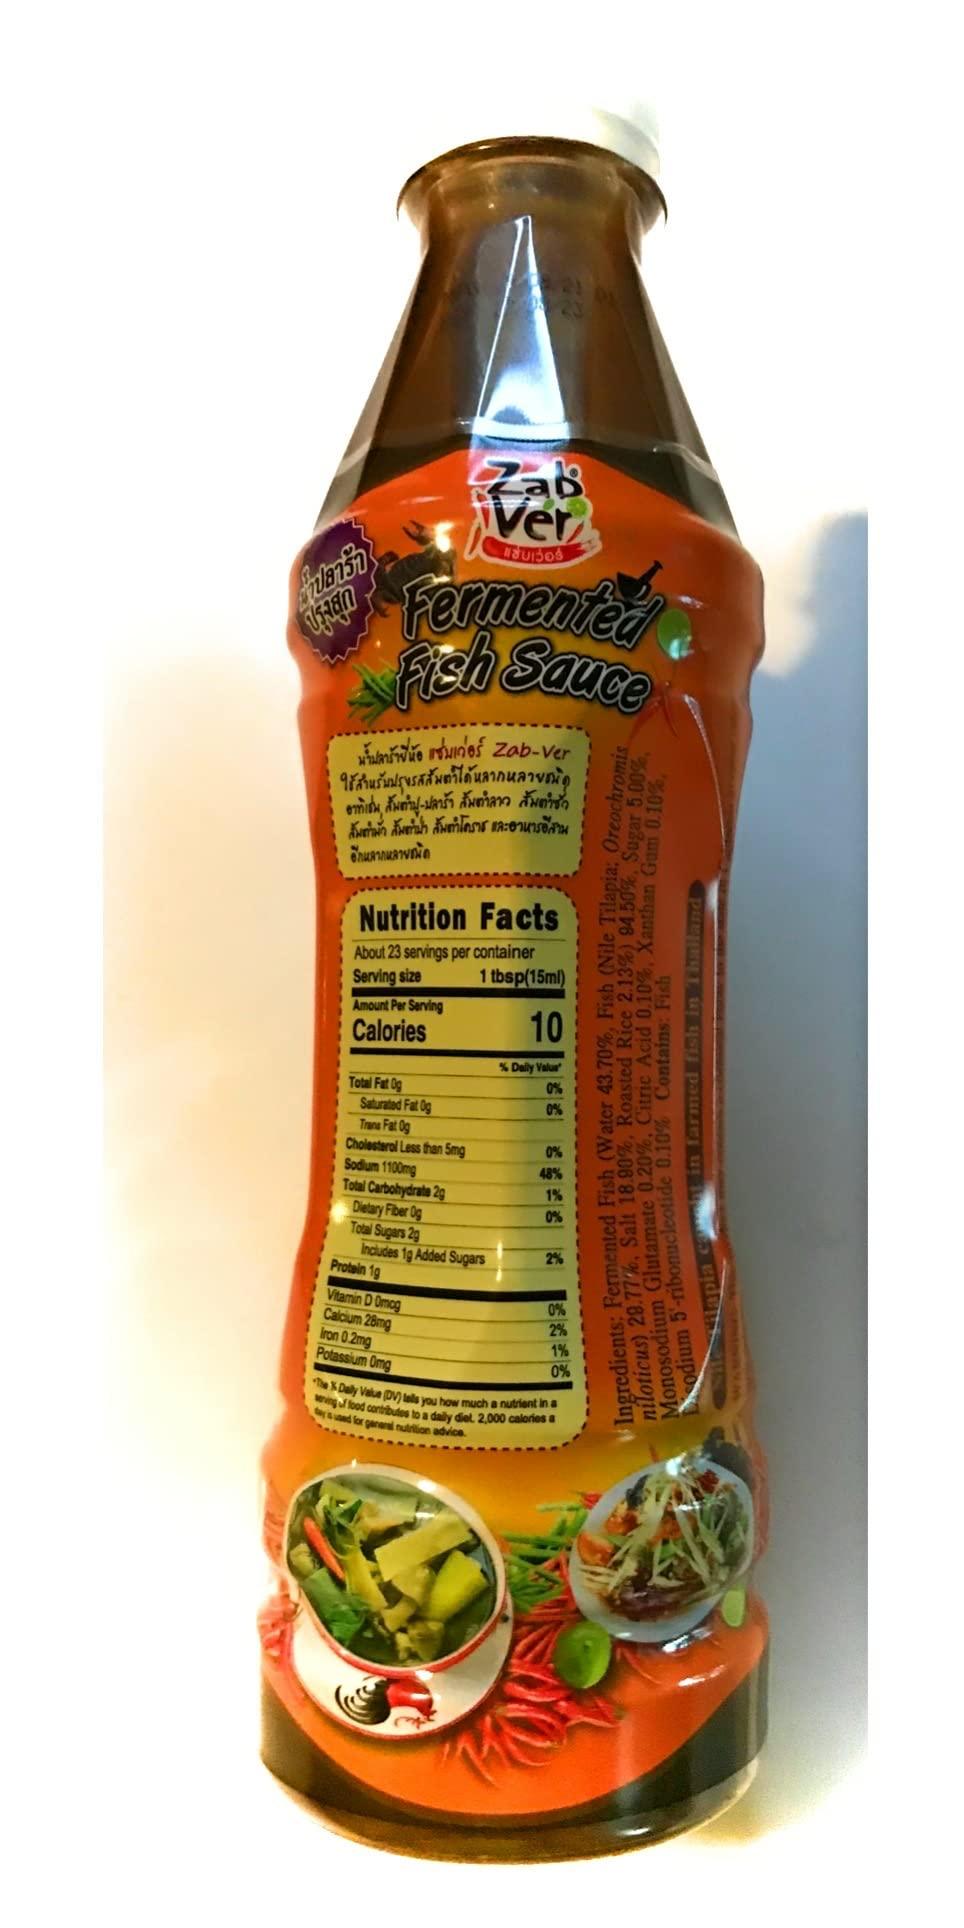 Zab
Ver
แซ่บเว่อร์
น้ำปลาร้า
ปรุงสุก
Fermented
Fish Sauce
น้ำปลาร้ายี่ห้อ แซ่บเว่อร์ Zab-Ver
ใช้สำหรับปรุงรสส้มตำได้หลากหลายชนิด
อาทิเช่น ส้มตำปู-ปลาร้า ส้มตำลาว ส้มตำซั่ว
ส้มตำมั่ว ส้มตำป่า ส้มตำโคราช และอาหารอีสาน
อีกหลากหลายชนิด
Nutrition Facts
About 23 servings per container
Serving size 1 tbsp(15ml)
Amount Per Serving
Calories 10
% Daily Value*
Total Fat 0g 0%
Saturated Fat 0g 0%
Trans Fat 0g
Cholesterol Less than 5mg 0%
Sodium 1100mg 48%
Total Carbohydrate 2g 1%
Dietary Fiber 0g 0%
Total Sugars 2g
Includes 1g Added Sugars 2%
Protein 1g
Vitamin D 0mcg 0%
Calcium 28mg 2%
Iron 0.2mg 1%
Potassium 0mg 0%
*The % Daily Value (DV) tells you how much a nutrient in a
serving of food contributes to a daily diet. 2,000 calories a
day is used for general nutrition advice.
Ingredients: Fermented Fish (Water 43.70%, Fish (Nile Tilapia; Oreochromis
niloticus) 29.77%, Salt 18.90%, Roasted Rice 2.13%) 94.50%, Sugar 5.00%,
Monosodium Glutamate 0.20%, Citric Acid 0.10%, Xanthan Gum 0.10%,
Disodium 5'-ribonucleotide 0.10% Contains: Fish
Tilapia in farmed fish in Thailand